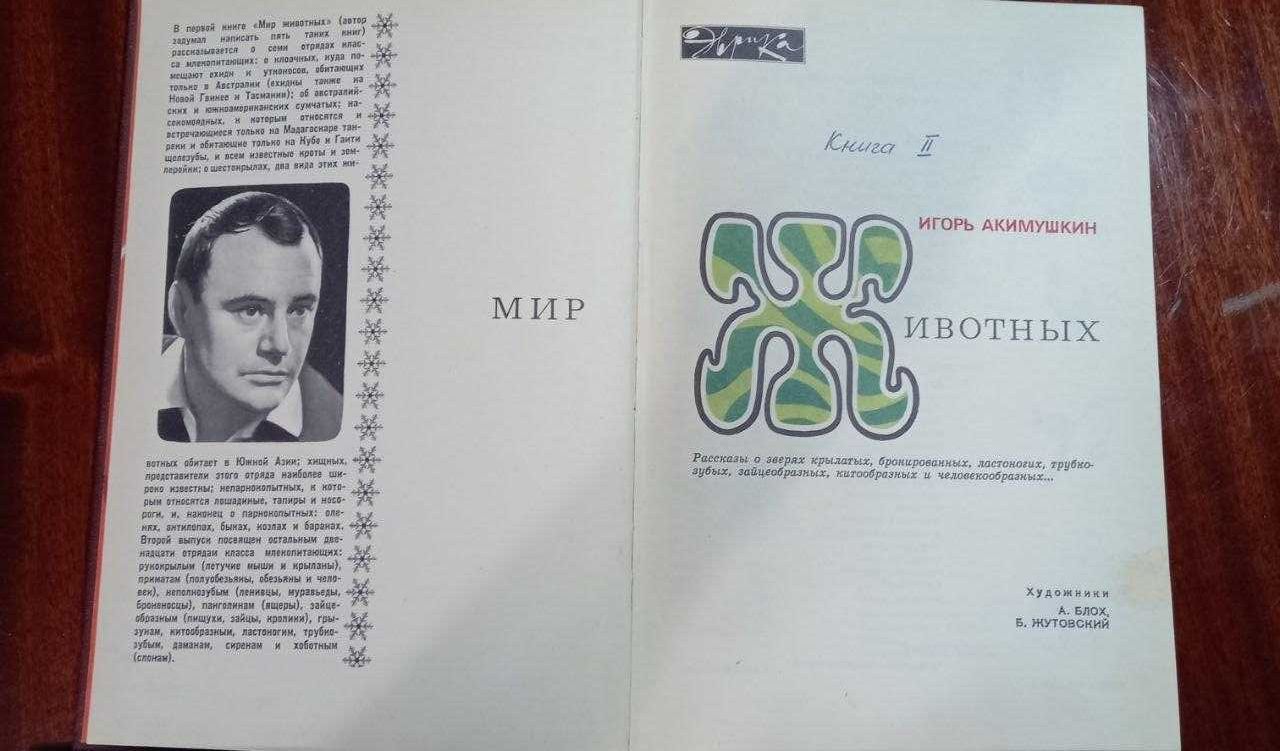 В первой книге «Мир животных» (автор
задумал написать пять таких книг)
рассказывается о семи отрядах клас-
са млекопитающих: о клоачных, куда по-
мещают ехидн и утконосов, обитающих
только в Австралии (ехидны также на
Новой Гвинее и Тасмании); об австралий-
ских и южноамериканских сумчатых; на-
секомоядных, к которым относятся и
встречающиеся только на Мадагаскаре тан-
реки и обитающие только на Кубе и Гаити
щелезубы, и всем известные кроты и зем-
леройки; о шестокрылах, два вида этих жи-
вотных обитает в Южной Азии; хищных,
представители этого отряда наиболее ши-
роко известны; непарнокопытных, к кото-
рым относятся лошадиные, тапиры и носо-
роги, и, наконец о парнокопытных: оле-
нях, антилопах, быках, козлах и баранах.
Второй выпуск посвящен остальным две-
надцати отрядам класса млекопитающих:
рукокрылым (летучие мыши и крыланы),
приматам (полуобезьяны, обезьяны и чело-
век), неполнозубым (ленивцы, муравьеды,
броненосцы), панголинам (ящеры), зайце-
образным (пищухи, зайцы, кролики), гры-
зунам, китообразным, ластоногим, трубко-
зубым, даманам, сиренам и хоботным
(слонам).
Эврика
Книга II
ИГОРЬ АКИМУШКИН
МИР ЖИВОТНЫХ
Рассказы о зверях крылатых, бронированных, ластоногих, трубко-
зубых, зайцеобразных, китообразных и человекообразных...
Художники
А. БЛОХ,
Б. ЖУТОВСКИЙ